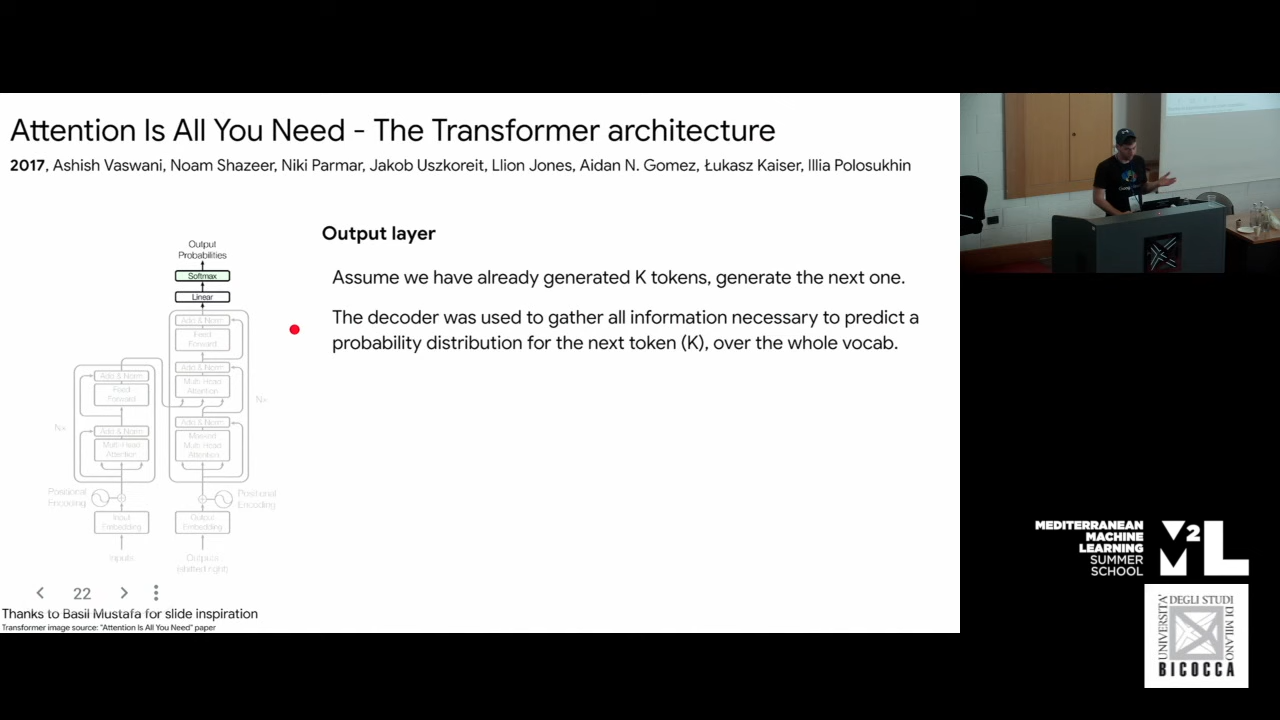 Attention Is All You Need - The Transformer architecture
2017, Ashish Vaswani, Noam Shazeer, Niki Parmar, Jakob Uszkoreit, Llion Jones, Aidan N. Gomez, Łukasz Kaiser, Illia Polosukhin
Output layer
Assume we have already generated K tokens, generate the next one.
The decoder was used to gather all information necessary to predict a
probability distribution for the next token (K), over the whole vocab.
Output
Probabilities
Softmax
Linear
Add & Norm
Feed
Forward
Add & Norm
Multi-Head
Attention
Add & Norm
Masked
Multi-Head
Attention
Nx
Positional
Encoding
Output
Embedding
Outputs
(shifted right)
Add & Norm
Feed
Forward
Add & Norm
Multi-Head
Attention
Nx
Positional
Encoding
Input
Embedding
Inputs
22
Thanks to Basil Mustafa for slide inspiration
Transformer image source: "Attention Is All You Need" paper
MEDITERRANEAN
MACHINE
LEARNING
SUMMER
SCHOOL
M2L
UNIVERSITA'
DEGLI STUDI
DI MILANO
BICOCCA